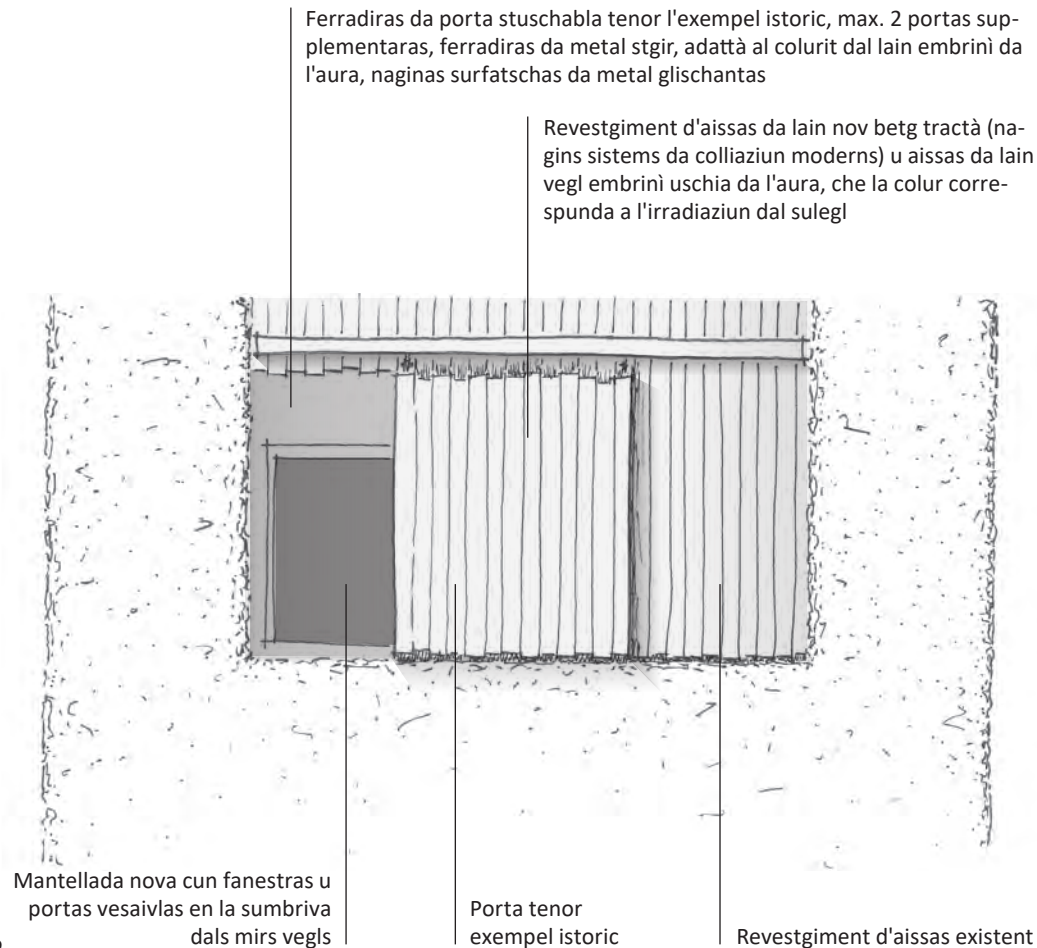 Ferradiras da porta stuschabla tenor l'exempel istoric, max. 2 portas sup-
plementaras, ferradiras da metal stgir, adattà al colurit dal lain embrinì da
l'aura, naginas surfatschas da metal glischantas
Revestgiment d'aissas da lain nov betg tractà (na-
gins sistems da colliaziun moderns) u aissas da lain
vegl embrinì uschia da l'aura, che la colur corre-
spunda a l'irradiaziun dal sulegl
Mantellada nova cun fanestras u
portas vesaivlas en la sumbriva
dals mirs vegls
Porta tenor
exempel istoric
Revestgiment d'aissas existent